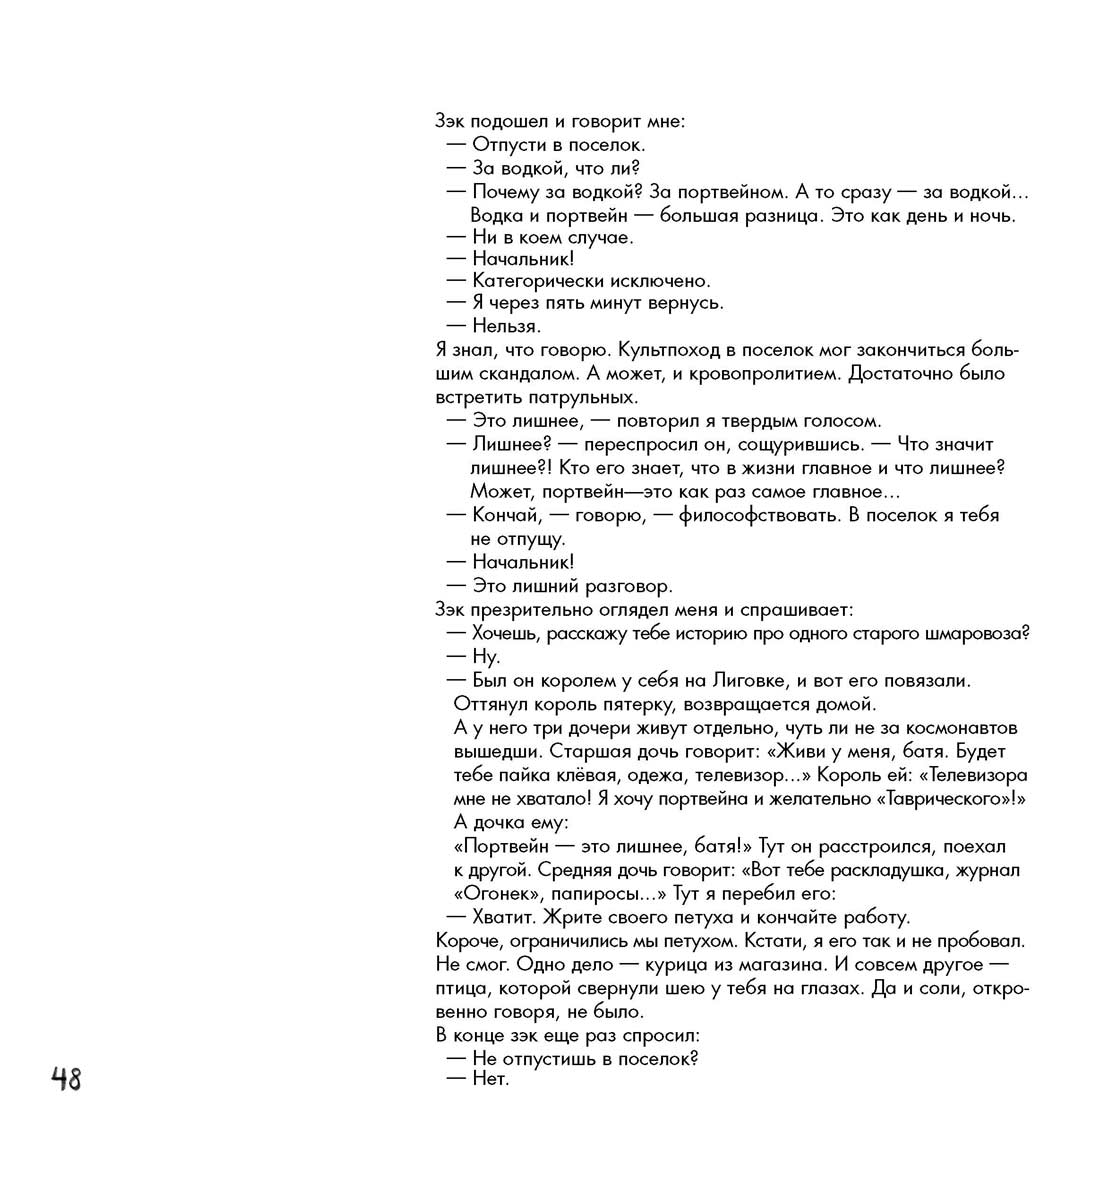 Зэк подошел и говорит мне:
— Отпусти в поселок.
— За водкой, что ли?
— Почему за водкой? За портвейном. А то сразу — за водкой...
Водка и портвейн — большая разница. Это как день и ночь.
— Ни в коем случае.
— Начальник!
— Категорически исключено.
— Я через пять минут вернусь.
— Нельзя.
Я знал, что говорю. Культпоход в поселок мог закончиться боль-
шим скандалом. А может, и кровопролитием. Достаточно было
встретить патрульных.
— Это лишнее, — повторил я твердым голосом.
— Лишнее? — переспросил он, сощурившись. — Что значит
лишнее?! Кто его знает, что в жизни главное и что лишнее?
Может, портвейн—это как раз самое главное...
— Кончай, — говорю, — философствовать. В поселок я тебя
не отпущу.
— Начальник!
— Это лишний разговор.
Зэк презрительно оглядел меня и спрашивает:
— Хочешь, расскажу тебе историю про одного старого шмаровоза?
— Ну.
— Был он королем у себя на Лиговке, и вот его повязали.
Оттянул король пятерку, возвращается домой.
А у него три дочери живут отдельно, чуть ли не за космонавтов
вышедши. Старшая дочь говорит: «Живи у меня, батя. Будет
тебе пайка клёвая, одежа, телевизор...» Король ей: «Телевизора
мне не хватало! Я хочу портвейна и желательно «Таврического»!»
А дочка ему:
«Портвейн — это лишнее, батя!» Тут он расстроился, поехал
к другой. Средняя дочь говорит: «Вот тебе раскладушка, журнал
«Огонек», папиросы...» Тут я перебил его:
— Хватит. Жрите своего петуха и кончайте работу.
Короче, ограничились мы петухом. Кстати, я его так и не пробовал.
Не смог. Одно дело — курица из магазина. И совсем другое —
птица, которой свернули шею у тебя на глазах. Да и соли, откро-
венно говоря, не было.
В конце зэк еще раз спросил:
— Не отпустишь в поселок?
— Нет.
48